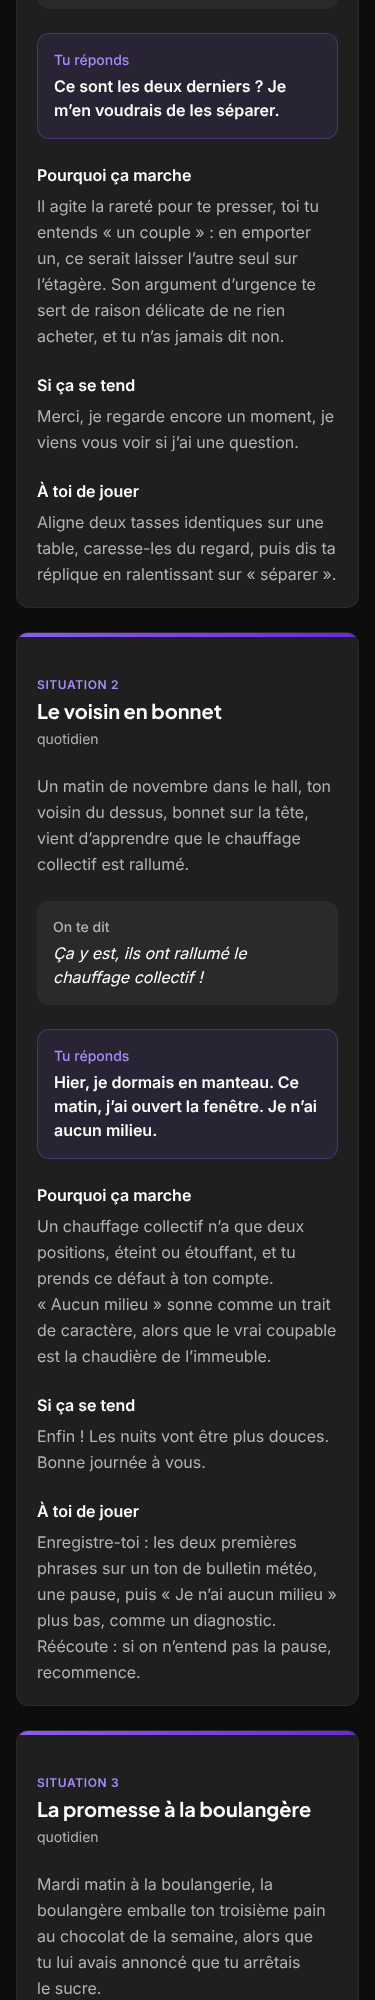 Tu réponds
Ce sont les deux derniers ? Je
m’en voudrais de les séparer.
Pourquoi ça marche
Il agite la rareté pour te presser, toi tu
entends « un couple » : en emporter
un, ce serait laisser l’autre seul sur
l’étagère. Son argument d’urgence te
sert de raison délicate de ne rien
acheter, et tu n’as jamais dit non.
Si ça se tend
Merci, je regarde encore un moment, je
viens vous voir si j’ai une question.
À toi de jouer
Aligne deux tasses identiques sur une
table, caresse-les du regard, puis dis ta
réplique en ralentissant sur « séparer ».
SITUATION 2
Le voisin en bonnet
quotidien
Un matin de novembre dans le hall, ton
voisin du dessus, bonnet sur la tête,
vient d’apprendre que le chauffage
collectif est rallumé.
On te dit
Ça y est, ils ont rallumé le
chauffage collectif !
Tu réponds
Hier, je dormais en manteau. Ce
matin, j’ai ouvert la fenêtre. Je n’ai
aucun milieu.
Pourquoi ça marche
Un chauffage collectif n’a que deux
positions, éteint ou étouffant, et tu
prends ce défaut à ton compte.
« Aucun milieu » sonne comme un trait
de caractère, alors que le vrai coupable
est la chaudière de l’immeuble.
Si ça se tend
Enfin ! Les nuits vont être plus douces.
Bonne journée à vous.
À toi de jouer
Enregistre-toi : les deux premières
phrases sur un ton de bulletin météo,
une pause, puis « Je n’ai aucun milieu »
plus bas, comme un diagnostic.
Réécoute : si on n’entend pas la pause,
recommence.
SITUATION 3
La promesse à la boulangère
quotidien
Mardi matin à la boulangerie, la
boulangère emballe ton troisième pain
au chocolat de la semaine, alors que
tu lui avais annoncé que tu arrêtais
le sucre.